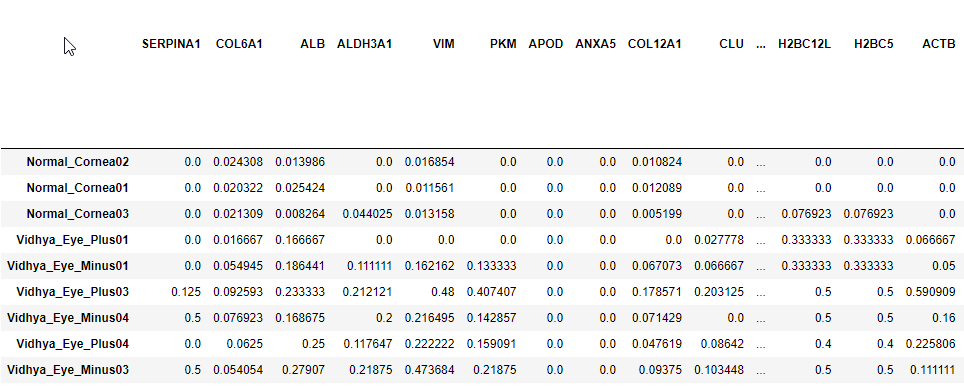 SERPINA1 COL6A1 ALB ALDH3A1 VIM PKM APOD ANXA5 COL12A1 CLU ... H2BC12L H2BC5 ACTB
Normal_Cornea02 0.0 0.024308 0.013986 0.0 0.016854 0.0 0.0 0.0 0.010824 0.0 ... 0.0 0.0 0.0
Normal_Cornea01 0.0 0.020322 0.025424 0.0 0.011561 0.0 0.0 0.0 0.012089 0.0 ... 0.0 0.0 0.0
Normal_Cornea03 0.0 0.021309 0.008264 0.044025 0.013158 0.0 0.0 0.0 0.005199 0.0 ... 0.076923 0.076923 0.0
Vidhya_Eye_Plus01 0.0 0.016667 0.166667 0.0 0.0 0.0 0.0 0.0 0.0 0.027778 ... 0.333333 0.333333 0.066667
Vidhya_Eye_Minus01 0.0 0.054945 0.186441 0.111111 0.162162 0.133333 0.0 0.0 0.067073 0.066667 ... 0.333333 0.333333 0.05
Vidhya_Eye_Plus03 0.125 0.092593 0.233333 0.212121 0.48 0.407407 0.0 0.0 0.178571 0.203125 ... 0.5 0.5 0.590909
Vidhya_Eye_Minus04 0.5 0.076923 0.168675 0.2 0.216495 0.142857 0.0 0.0 0.071429 0.0 ... 0.5 0.5 0.16
Vidhya_Eye_Plus04 0.0 0.0625 0.25 0.117647 0.222222 0.159091 0.0 0.0 0.047619 0.08642 ... 0.4 0.4 0.225806
Vidhya_Eye_Minus03 0.5 0.054054 0.27907 0.21875 0.473684 0.21875 0.0 0.0 0.09375 0.103448 ... 0.5 0.5 0.111111